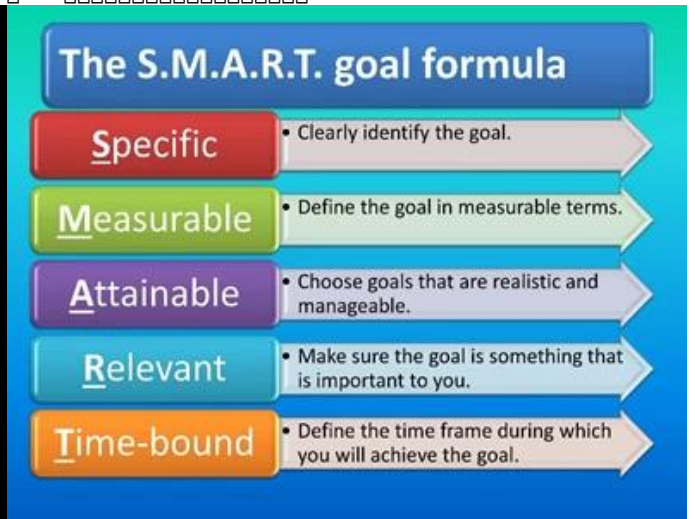 The S.M.A.R.T. goal formula
Specific
• Clearly identify the goal.
Measurable
• Define the goal in measurable terms.
Attainable
• Choose goals that are realistic and
manageable.
Relevant
• Make sure the goal is something that
is important to you.
Time-bound
• Define the time frame during which
you will achieve the goal.